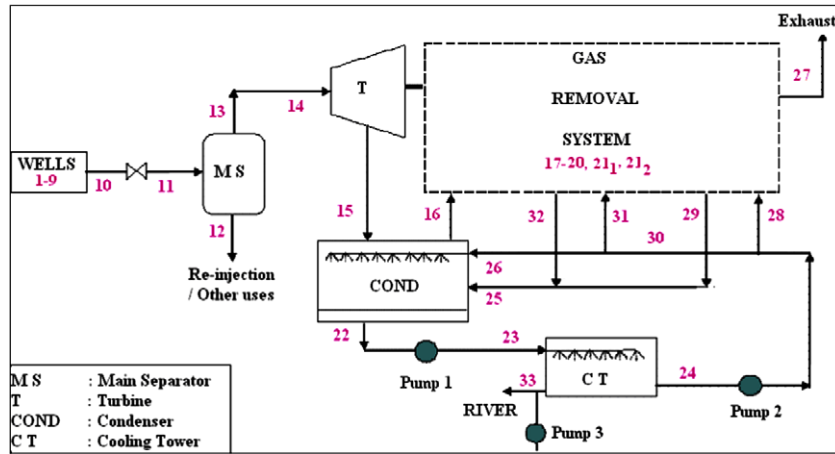 Exhaust
GAS
27
REMOVAL
13
14
T
SYSTEM
17-20, 21₁, 21₂
WELLS
1-9
10
11
M S
15
16
32
31
29
28
12
30
Re-injection
/ Other uses
26
COND
25
22
23
Pump 1
C T
24
33
RIVER
Pump 2
Pump 3
M S : Main Separator
T : Turbine
COND : Condenser
C T : Cooling Tower